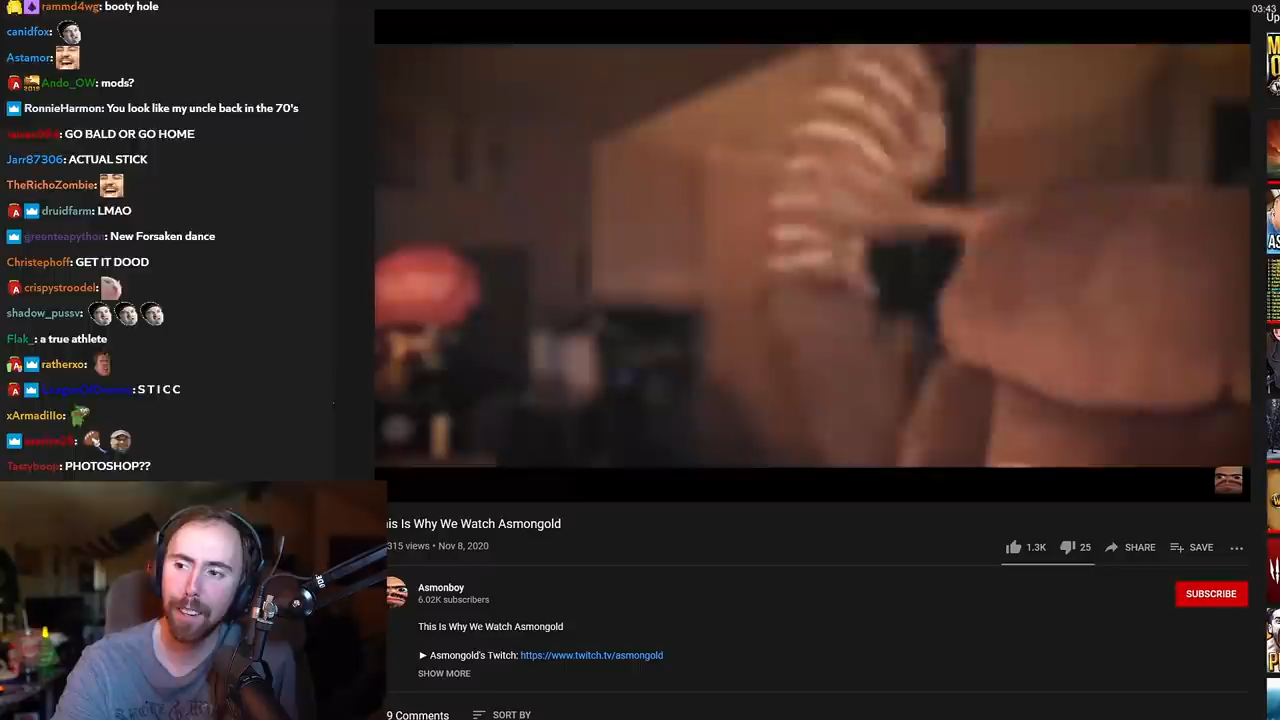 rammd4wg: booty hole
canidfox:
Astamor:
Ando_OW: mods?
RonnieHarmon: You look like my uncle back in the 70's
GO BALD OR GO HOME
Jarr87306: ACTUAL STICK
TheRichoZombie:
druidfarm: LMAO
@greenteapython: New Forsaken dance
Christephoff: GET IT DOOD
crispystroodel:
shadow_pussv:
Flak_: a true athlete
ratherxo:
: S T I C C
xArmadillo:
Tastyboop: PHOTOSHOP??
03:43
Up
his Is Why We Watch Asmongold
315 views • Nov 8, 2020
1.3K
25
SHARE
SAVE
Asmonboy
6.02K subscribers
SUBSCRIBE
This Is Why We Watch Asmongold
► Asmongold's Twitch: https://www.twitch.tv/asmongold
SHOW MORE
9 Comments
SORT BY